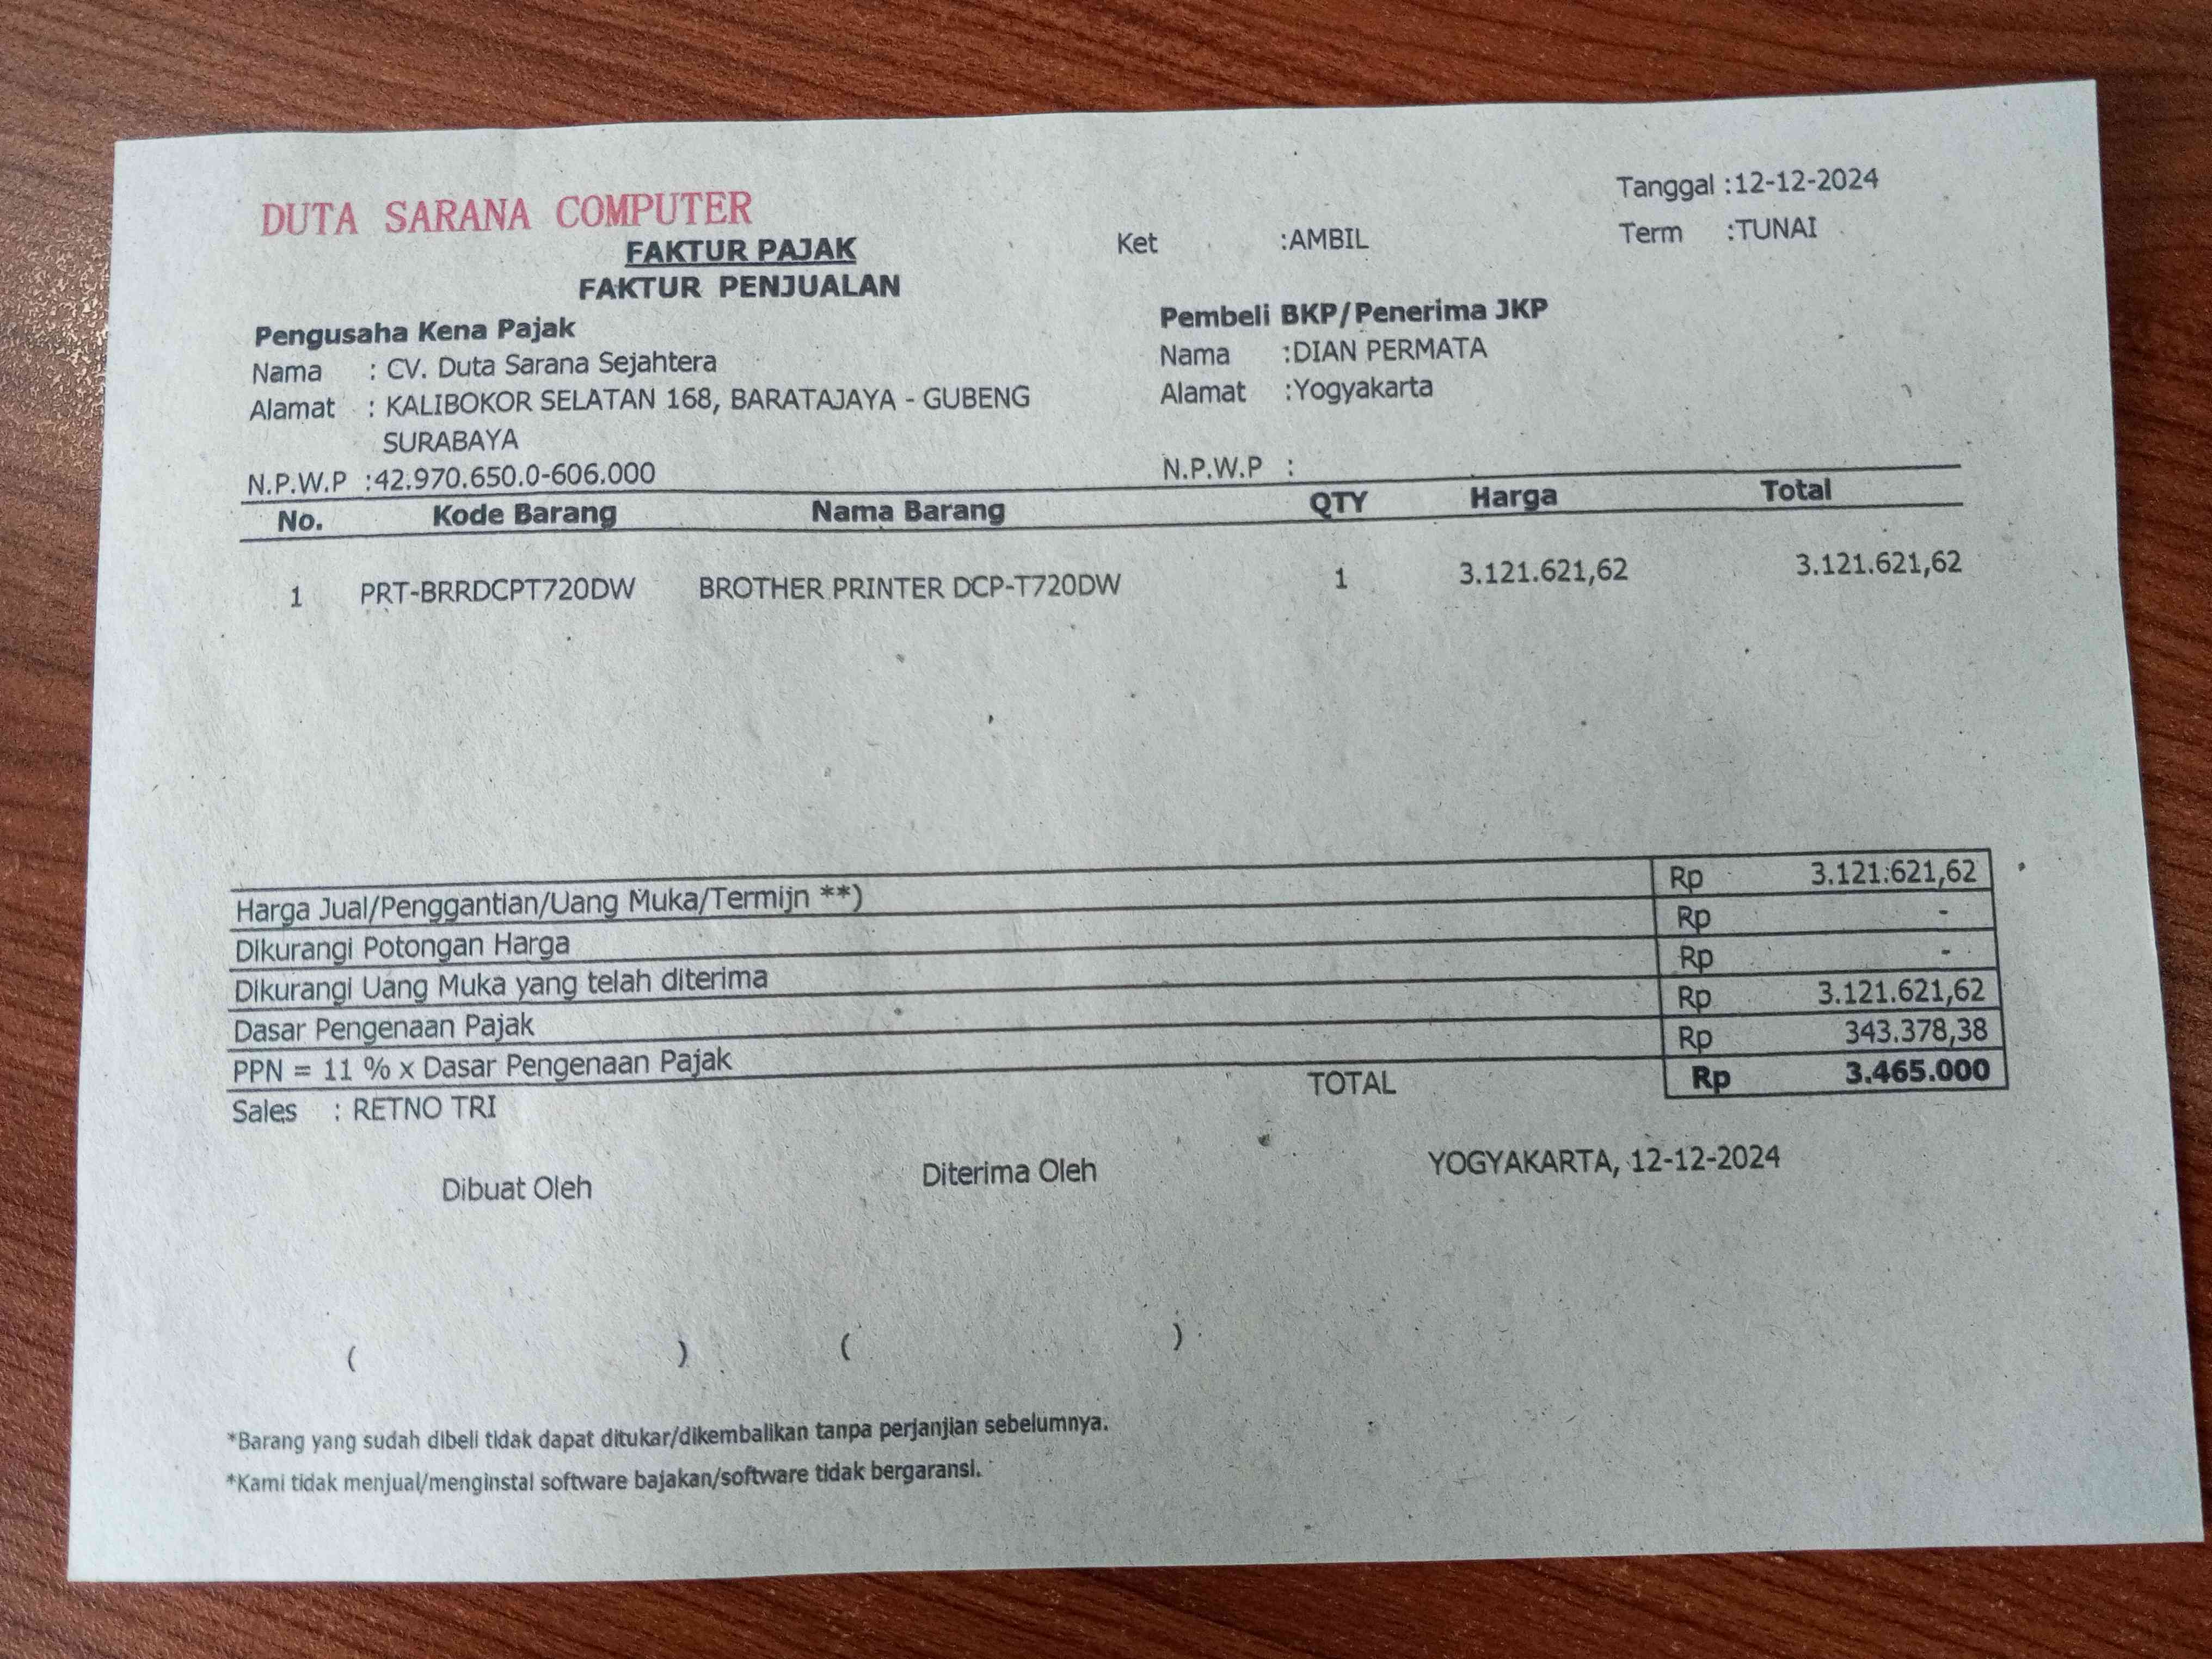 DUTA SARANA COMPUTER
FAKTUR PAJAK
FAKTUR PENJUALAN
Ket :AMBIL
Tanggal :12-12-2024
Term :TUNAI
Pengusaha Kena Pajak
Nama : CV. Duta Sarana Sejahtera
Alamat : KALIBOKOR SELATAN 168, BARATAJAYA - GUBENG
SURABAYA
N.P.W.P :42.970.650.0-606.000
Pembeli BKP/Penerima JKP
Nama :DIAN PERMATA
Alamat :Yogyakarta
N.P.W.P :
No. Kode Barang Nama Barang QTY Harga Total
1 PRT-BRRDCPT720DW BROTHER PRINTER DCP-T720DW 1 3.121.621,62 3.121.621,62
Harga Jual/Penggantian/Uang Muka/Termijn **) Rp 3.121.621,62
Dikurangi Potongan Harga Rp -
Dikurangi Uang Muka yang telah diterima Rp -
Dasar Pengenaan Pajak Rp 3.121.621,62
PPN = 11 % x Dasar Pengenaan Pajak Rp 343.378,38
Sales : RETNO TRI TOTAL Rp 3.465.000
Dibuat Oleh Diterima Oleh YOGYAKARTA, 12-12-2024
( ) ( )
*Barang yang sudah dibeli tidak dapat ditukar/dikembalikan tanpa perjanjian sebelumnya.
*Kami tidak menjual/menginstal software bajakan/software tidak bergaransi.